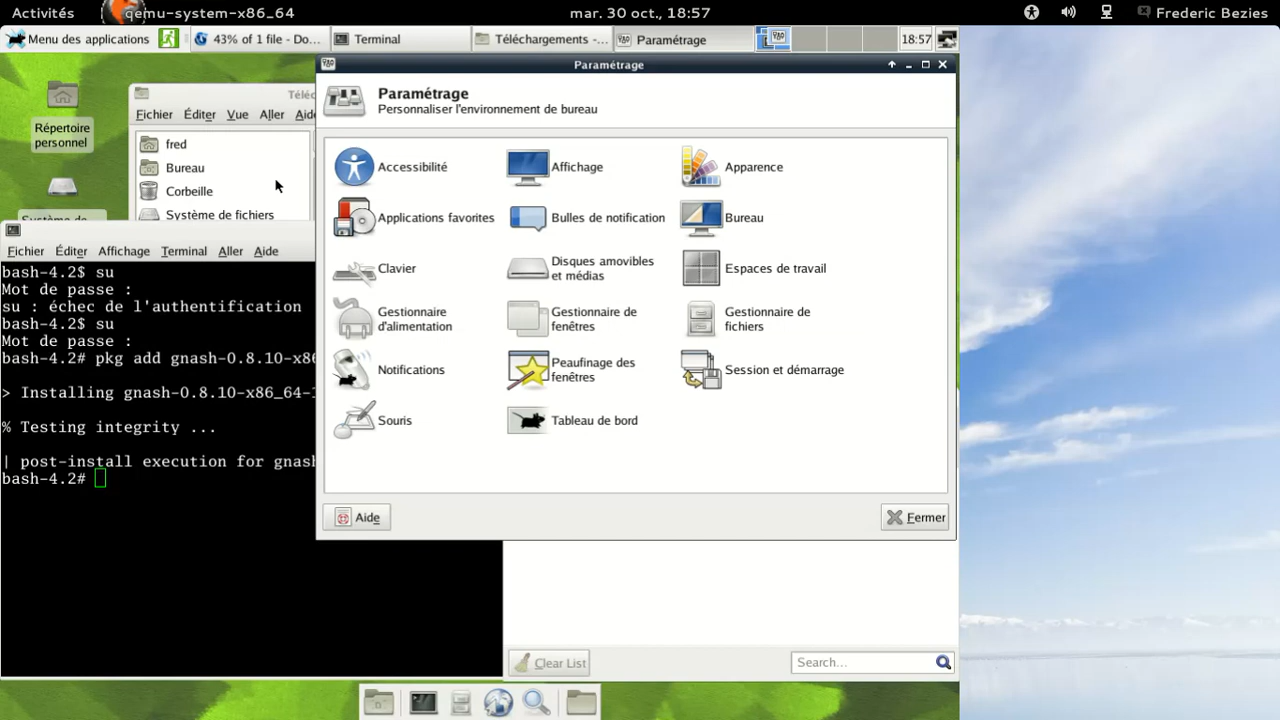 Activités
qemu-system-x86_64
mar. 30 oct., 18:57
Frederic Bezies
Menu des applications
43% of 1 file - Do...
Terminal
Téléchargements -...
Paramétrage
18:57
Répertoire
personnel
Fichier Éditer Vue Aller
fred
Bureau
Corbeille
Système de fichiers
Paramétrage
Paramétrage
Personnaliser l'environnement de bureau
Accessibilité
Affichage
Apparence
Applications favorites
Bulles de notification
Bureau
Clavier
Disques amovibles
et médias
Espaces de travail
Gestionnaire
d'alimentation
Gestionnaire de
fenêtres
Gestionnaire de
fichiers
Notifications
Peaufinage des
fenêtres
Session et démarrage
Souris
Tableau de bord
Aide
Fermer
Fichier Éditer Affichage Terminal Aller Aide
bash-4.2$ su
Mot de passe :
su : échec de l'authentification
bash-4.2$ su
Mot de passe :
bash-4.2# pkg add gnash-0.8.10-x86
> Installing gnash-0.8.10-x86_64-1
% Testing integrity ...
| post-install execution for gnash
bash-4.2#
Clear List
Search...